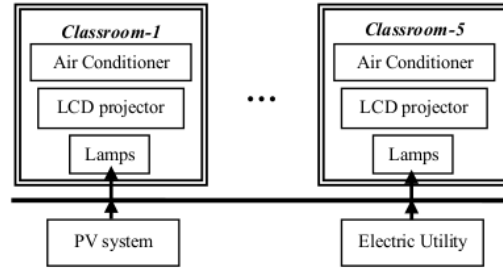 Classroom-1
Air Conditioner
LCD projector
Lamps
...
Classroom-5
Air Conditioner
LCD projector
Lamps
PV system
Electric Utility